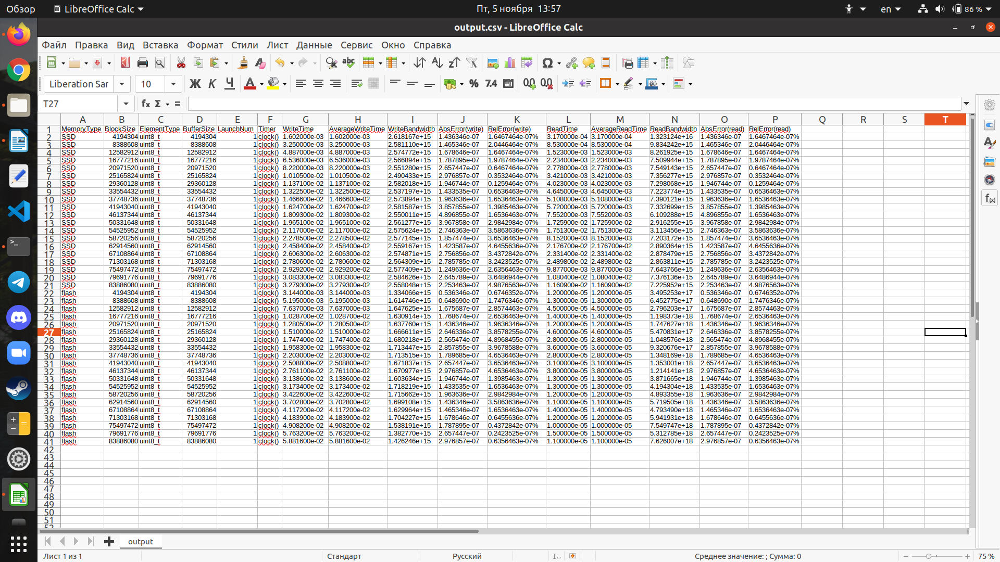 Обзор LibreOffice Calc Пт, 5 ноября 13:57 en 86 %
output.csv - LibreOffice Calc
Файл Правка Вид Вставка Формат Стили Лист Данные Сервис Окно Справка
Liberation Sar 10 Ж К Ч A % 7.4
T27 fx Σ =
A B C D E F G H I J K L M N O P Q R S T
1 MemoryType BlockSize ElementType BufferSize LaunchNum Timer WriteTime AverageWriteTime WriteBandwidth AbsError(write) RelError(write) ReadTime AverageReadTime ReadBandwidth AbsError(read) RelError(read)
2 SSD 4194304 uint8_t 4194304 1 clock() 1.602000e-03 1.602000e-03 2.618167e+15 1.436346e-07 1.6467464e-07% 3.170000e-04 3.170000e-04 1.323124e+16 1.436346e-07 1.6467464e-07%
3 SSD 8388608 uint8_t 8388608 1 clock() 3.250000e-03 3.250000e-03 2.581110e+15 1.465346e-07 2.0446464e-07% 8.530000e-04 8.530000e-04 9.834242e+15 1.465346e-07 2.0446464e-07%
4 SSD 12582912 uint8_t 12582912 1 clock() 4.887000e-03 4.887000e-03 2.574772e+15 1.678646e-07 1.6467464e-07% 1.523000e-03 1.523000e-03 8.261925e+15 1.678646e-07 1.6467464e-07%
5 SSD 16777216 uint8_t 16777216 1 clock() 6.536000e-03 6.536000e-03 2.566894e+15 1.787895e-07 1.9787464e-07% 2.234000e-03 2.234000e-03 7.509944e+15 1.787895e-07 1.9787464e-07%
6 SSD 20971520 uint8_t 20971520 1 clock() 8.220000e-03 8.220000e-03 2.551280e+15 2.657447e-07 0.6467464e-07% 2.778000e-03 2.778000e-03 7.549143e+15 2.657447e-07 0.6467464e-07%
7 SSD 25165824 uint8_t 25165824 1 clock() 1.010500e-02 1.010500e-02 2.490433e+15 2.976857e-07 0.3532464e-07% 3.421000e-03 3.421000e-03 7.356277e+15 2.976857e-07 0.3532464e-07%
8 SSD 29360128 uint8_t 29360128 1 clock() 1.137100e-02 1.137100e-02 2.582018e+15 1.946744e-07 0.1259464e-07% 4.023000e-03 4.023000e-03 7.298068e+15 1.946744e-07 0.1259464e-07%
9 SSD 33554432 uint8_t 33554432 1 clock() 1.322500e-02 1.322500e-02 2.537197e+15 1.433535e-07 0.6536463e-07% 4.645000e-03 4.645000e-03 7.223774e+15 1.433535e-07 0.6536463e-07%
10 SSD 37748736 uint8_t 37748736 1 clock() 1.466600e-02 1.466600e-02 2.573894e+15 1.963636e-07 1.6536463e-07% 5.108000e-03 5.108000e-03 7.390121e+15 1.963636e-07 1.6536463e-07%
11 SSD 41943040 uint8_t 41943040 1 clock() 1.624700e-02 1.624700e-02 2.581587e+15 3.857855e-07 1.3985463e-07% 5.720000e-03 5.720000e-03 7.332699e+15 3.857855e-07 1.3985463e-07%
12 SSD 46137344 uint8_t 46137344 1 clock() 1.809300e-02 1.809300e-02 2.550011e+15 4.896855e-07 1.6536463e-07% 7.552000e-03 7.552000e-03 6.109288e+15 4.896855e-07 1.6536463e-07%
13 SSD 50331648 uint8_t 50331648 1 clock() 1.965100e-02 1.965100e-02 2.561277e+15 3.967858e-07 2.9842984e-07% 1.725900e-02 1.725900e-02 2.916255e+15 3.967858e-07 2.9842984e-07%
14 SSD 54525952 uint8_t 54525952 1 clock() 2.117000e-02 2.117000e-02 2.575624e+15 2.746363e-07 3.5863636e-07% 1.751300e-02 1.751300e-02 3.113456e+15 2.746363e-07 3.5863636e-07%
15 SSD 58720256 uint8_t 58720256 1 clock() 2.278500e-02 2.278500e-02 2.577145e+15 1.857474e-07 3.6536463e-07% 8.152000e-03 8.152000e-03 7.203172e+15 1.857474e-07 3.6536463e-07%
16 SSD 62914560 uint8_t 62914560 1 clock() 2.458400e-02 2.458400e-02 2.559167e+15 1.423587e-07 4.6455636e-07% 2.176700e-02 2.176700e-02 2.890364e+15 1.423587e-07 4.6455636e-07%
17 SSD 67108864 uint8_t 67108864 1 clock() 2.606300e-02 2.606300e-02 2.574871e+15 2.756856e-07 3.4372842e-07% 2.331400e-02 2.331400e-02 2.878479e+15 2.756856e-07 3.4372842e-07%
18 SSD 71303168 uint8_t 71303168 1 clock() 2.780600e-02 2.780600e-02 2.564309e+15 2.785785e-07 3.2423525e-07% 2.489800e-02 2.489800e-02 2.863811e+15 2.785785e-07 3.2423525e-07%
19 SSD 75497472 uint8_t 75497472 1 clock() 2.929200e-02 2.929200e-02 2.577409e+15 1.249636e-07 2.6356463e-07% 9.877000e-03 9.877000e-03 7.643766e+15 1.249636e-07 2.6356463e-07%
20 SSD 79691776 uint8_t 79691776 1 clock() 3.083300e-02 3.083300e-02 2.584626e+15 2.645789e-07 3.6486944e-07% 1.080400e-02 1.080400e-02 7.376136e+15 2.645789e-07 3.6486944e-07%
21 SSD 83886080 uint8_t 83886080 1 clock() 3.279300e-02 3.279300e-02 2.558048e+15 2.253463e-07 4.9876563e-07% 1.160900e-02 1.160900e-02 7.225952e+15 2.253463e-07 4.9876563e-07%
22 flash 4194304 uint8_t 4194304 1 clock() 3.144000e-03 3.144000e-03 1.334066e+15 0.536346e-07 0.6746352e-07% 1.200000e-05 1.200000e-05 3.495253e+17 0.536346e-07 0.6746352e-07%
23 flash 8388608 uint8_t 8388608 1 clock() 5.195000e-03 5.195000e-03 1.614746e+15 0.648690e-07 1.7476346e-07% 1.300000e-05 1.300000e-05 6.452775e+17 0.648690e-07 1.7476346e-07%
24 flash 12582912 uint8_t 12582912 1 clock() 7.637000e-03 7.637000e-03 1.647625e+15 1.675687e-07 2.8574463e-07% 4.500000e-05 4.500000e-05 2.796203e+17 1.675687e-07 2.8574463e-07%
25 flash 16777216 uint8_t 16777216 1 clock() 1.028700e-02 1.028700e-02 1.630914e+15 1.768674e-07 2.6536463e-07% 1.400000e-05 1.400000e-05 1.198373e+18 1.768674e-07 2.6536463e-07%
26 flash 20971520 uint8_t 20971520 1 clock() 1.280500e-02 1.280500e-02 1.637760e+15 1.436346e-07 1.9636346e-07% 1.200000e-05 1.200000e-05 1.747627e+18 1.436346e-07 1.9636346e-07%
27 flash 25165824 uint8_t 25165824 1 clock() 1.510000e-02 1.510000e-02 1.666611e+15 2.646336e-07 3.8578255e-07% 4.600000e-05 4.600000e-05 5.470831e+17 2.646336e-07 3.8578255e-07%
28 flash 29360128 uint8_t 29360128 1 clock() 1.747400e-02 1.747400e-02 1.680218e+15 2.565474e-07 4.8968455e-07% 2.800000e-05 2.800000e-05 1.048576e+18 2.565474e-07 4.8968455e-07%
29 flash 33554432 uint8_t 33554432 1 clock() 1.958300e-02 1.958300e-02 1.713447e+15 2.857855e-07 3.9678588e-07% 3.600000e-05 3.600000e-05 9.320676e+17 2.857855e-07 3.9678588e-07%
30 flash 37748736 uint8_t 37748736 1 clock() 2.203000e-02 2.203000e-02 1.713515e+15 1.789685e-07 4.6536463e-07% 2.800000e-05 2.800000e-05 1.348169e+18 1.789685e-07 4.6536463e-07%
31 flash 41943040 uint8_t 41943040 1 clock() 2.508800e-02 2.508800e-02 1.671837e+15 2.657447e-07 3.6536463e-07% 3.100000e-05 3.100000e-05 1.353001e+18 2.657447e-07 3.6536463e-07%
32 flash 46137344 uint8_t 46137344 1 clock() 2.761100e-02 2.761100e-02 1.670977e+15 2.976857e-07 4.6536463e-07% 3.800000e-05 3.800000e-05 1.214141e+18 2.976857e-07 4.6536463e-07%
33 flash 50331648 uint8_t 50331648 1 clock() 3.138600e-02 3.138600e-02 1.603634e+15 1.946744e-07 1.3985463e-07% 1.300000e-05 1.300000e-05 3.871665e+18 1.946744e-07 1.3985463e-07%
34 flash 54525952 uint8_t 54525952 1 clock() 3.173400e-02 3.173400e-02 1.718219e+15 1.433535e-07 1.6536463e-07% 1.300000e-05 1.300000e-05 4.194304e+18 1.433535e-07 1.6536463e-07%
35 flash 58720256 uint8_t 58720256 1 clock() 3.422600e-02 3.422600e-02 1.715662e+15 1.963636e-07 2.9842984e-07% 1.200000e-05 1.200000e-05 4.893355e+18 1.963636e-07 2.9842984e-07%
36 flash 62914560 uint8_t 62914560 1 clock() 3.702800e-02 3.702800e-02 1.699108e+15 1.436346e-07 3.5863636e-07% 1.100000e-05 1.100000e-05 5.719505e+18 1.436346e-07 3.5863636e-07%
37 flash 67108864 uint8_t 67108864 1 clock() 4.117200e-02 4.117200e-02 1.629964e+15 1.465346e-07 1.6536463e-07% 1.400000e-05 1.400000e-05 4.793490e+18 1.465346e-07 1.6536463e-07%
38 flash 71303168 uint8_t 71303168 1 clock() 4.183900e-02 4.183900e-02 1.704227e+15 1.678646e-07 0.6455636e-07% 1.200000e-05 1.200000e-05 5.941931e+18 1.678646e-07 0.6455636e-07%
39 flash 75497472 uint8_t 75497472 1 clock() 4.908200e-02 4.908200e-02 1.538191e+15 1.787895e-07 0.4372842e-07% 1.000000e-05 1.000000e-05 7.549747e+18 1.787895e-07 0.4372842e-07%
40 flash 79691776 uint8_t 79691776 1 clock() 5.763200e-02 5.763200e-02 1.382770e+15 2.657447e-07 0.2423525e-07% 1.500000e-05 1.500000e-05 5.312785e+18 2.657447e-07 0.2423525e-07%
41 flash 83886080 uint8_t 83886080 1 clock() 5.881600e-02 5.881600e-02 1.426246e+15 2.976857e-07 0.6356463e-07% 1.100000e-05 1.100000e-05 7.626007e+18 2.976857e-07 0.6356463e-07%
42
43
44
45
46
47
48
49
50
51
52
output
Лист 1 из 1 Стандарт Русский Среднее значение: ; Сумма: 0 75 %